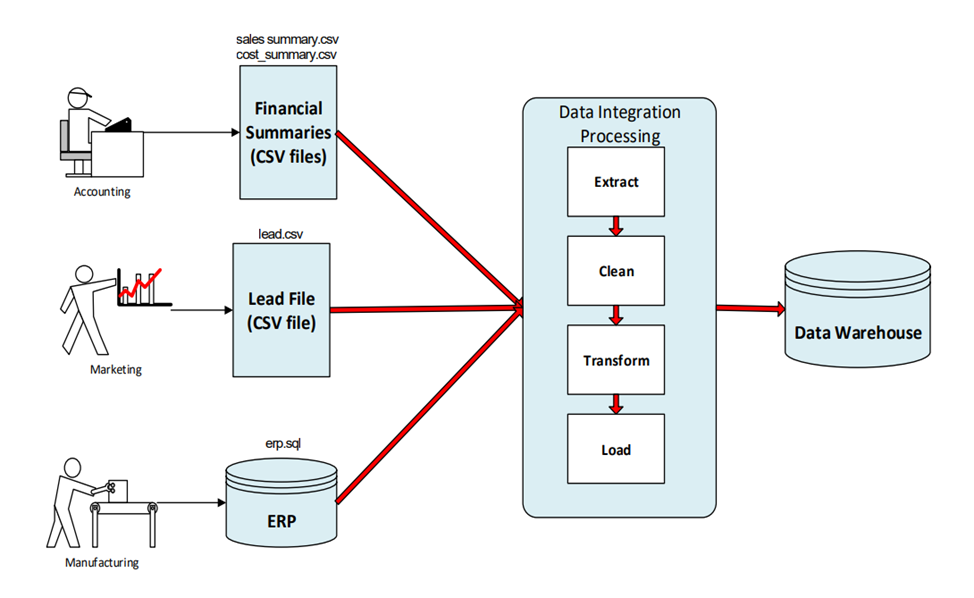 sales summary.csv
cost_summary.csv
Financial
Summaries
(CSV files)
Accounting
lead.csv
Lead File
(CSV file)
Marketing
erp.sql
ERP
Manufacturing
Data Integration
Processing
Extract
Clean
Transform
Load
Data Warehouse